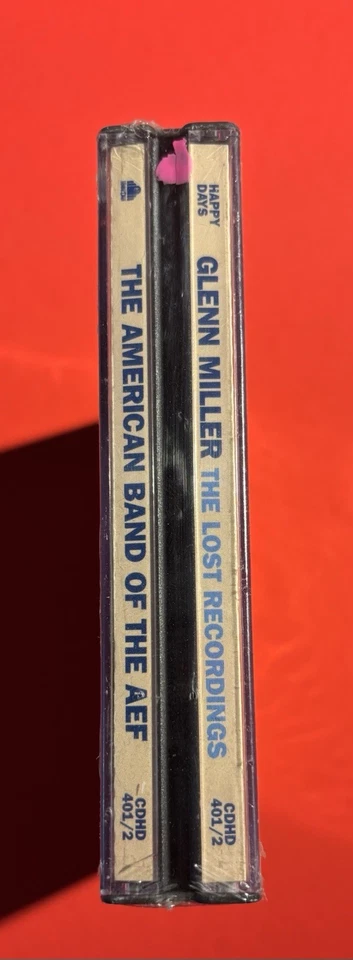 HAPPY
DAYS
GLENN MILLER THE LOST RECORDINGS
CDHD
401/2
THE AMERICAN BAND OF THE AEF
CDHD
401/2